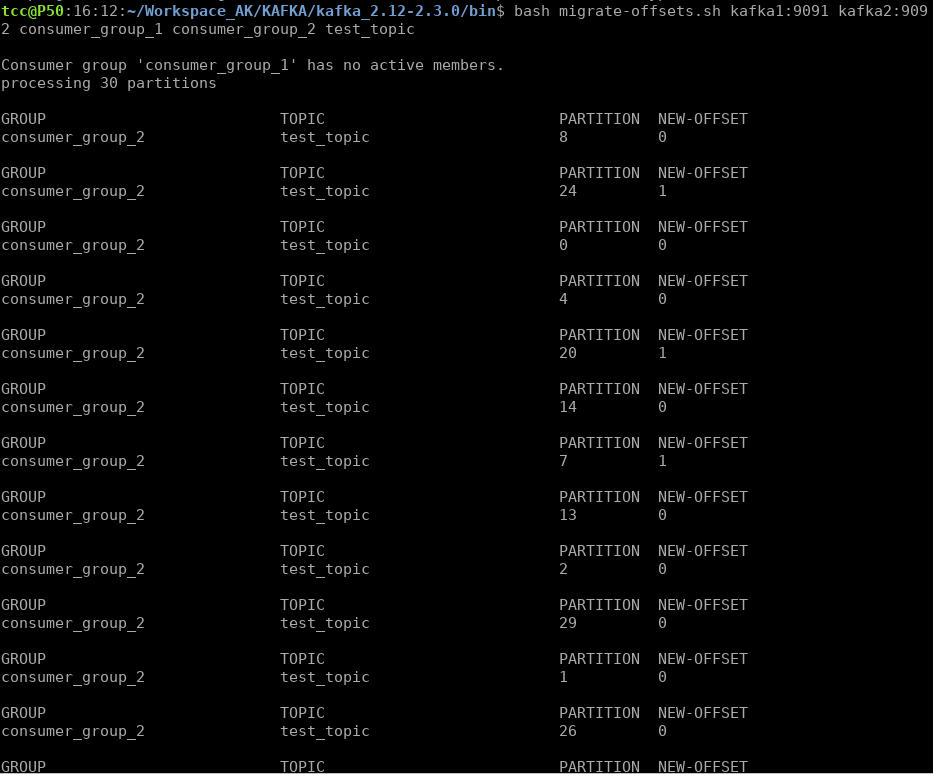 tcc@P50:16:12:~/Workspace_AK/KAFKA/kafka_2.12-2.3.0/bin$ bash migrate-offsets.sh kafka1:9091 kafka2:909
2 consumer_group_1 consumer_group_2 test_topic
Consumer group 'consumer_group_1' has no active members.
processing 30 partitions
GROUP TOPIC PARTITION NEW-OFFSET
consumer_group_2 test_topic 8 0
GROUP TOPIC PARTITION NEW-OFFSET
consumer_group_2 test_topic 24 1
GROUP TOPIC PARTITION NEW-OFFSET
consumer_group_2 test_topic 0 0
GROUP TOPIC PARTITION NEW-OFFSET
consumer_group_2 test_topic 4 0
GROUP TOPIC PARTITION NEW-OFFSET
consumer_group_2 test_topic 20 1
GROUP TOPIC PARTITION NEW-OFFSET
consumer_group_2 test_topic 14 0
GROUP TOPIC PARTITION NEW-OFFSET
consumer_group_2 test_topic 7 1
GROUP TOPIC PARTITION NEW-OFFSET
consumer_group_2 test_topic 13 0
GROUP TOPIC PARTITION NEW-OFFSET
consumer_group_2 test_topic 2 0
GROUP TOPIC PARTITION NEW-OFFSET
consumer_group_2 test_topic 29 0
GROUP TOPIC PARTITION NEW-OFFSET
consumer_group_2 test_topic 1 0
GROUP TOPIC PARTITION NEW-OFFSET
consumer_group_2 test_topic 26 0
GROUP TOPIC PARTITION NEW-OFFSET